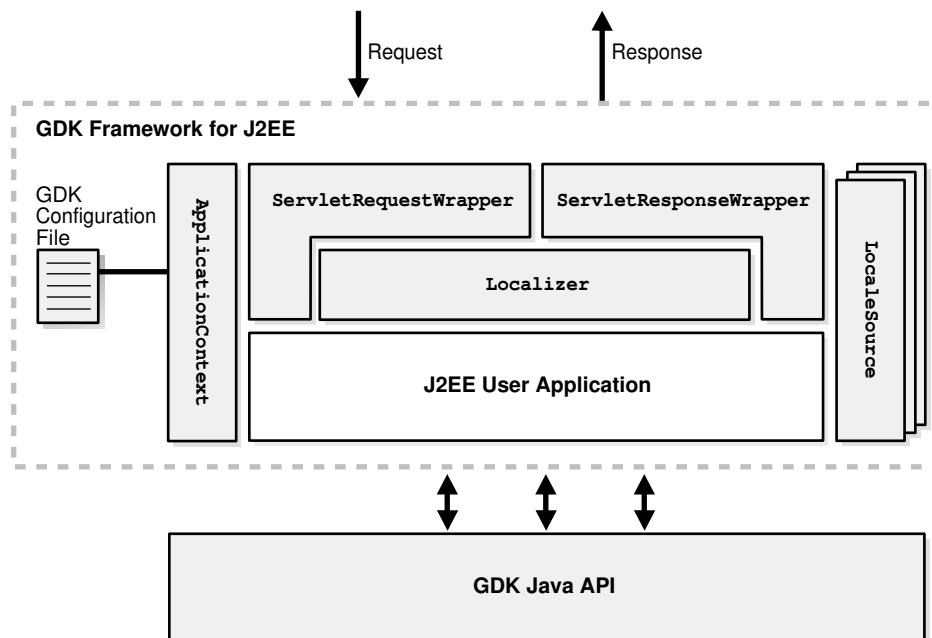 Request
Response
GDK Framework for J2EE
GDK
Configuration
File
ApplicationContext
ServletRequestWrapper
ServletResponseWrapper
Localizer
LocaleSource
J2EE User Application
GDK Java API